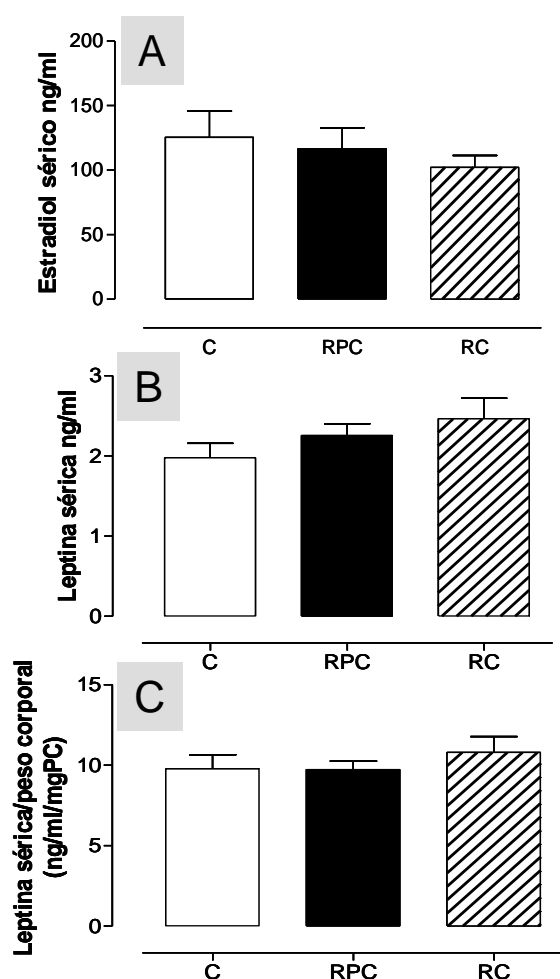 A
Estradiol sérico ng/ml
200
150
100
50
0
C RPC RC
B
Leptina sérica ng/ml
3
2
1
0
C RPC RC
C
Leptina sérica/peso corporal
(ng/ml/mgPC)
15
10
5
0
C RPC RC